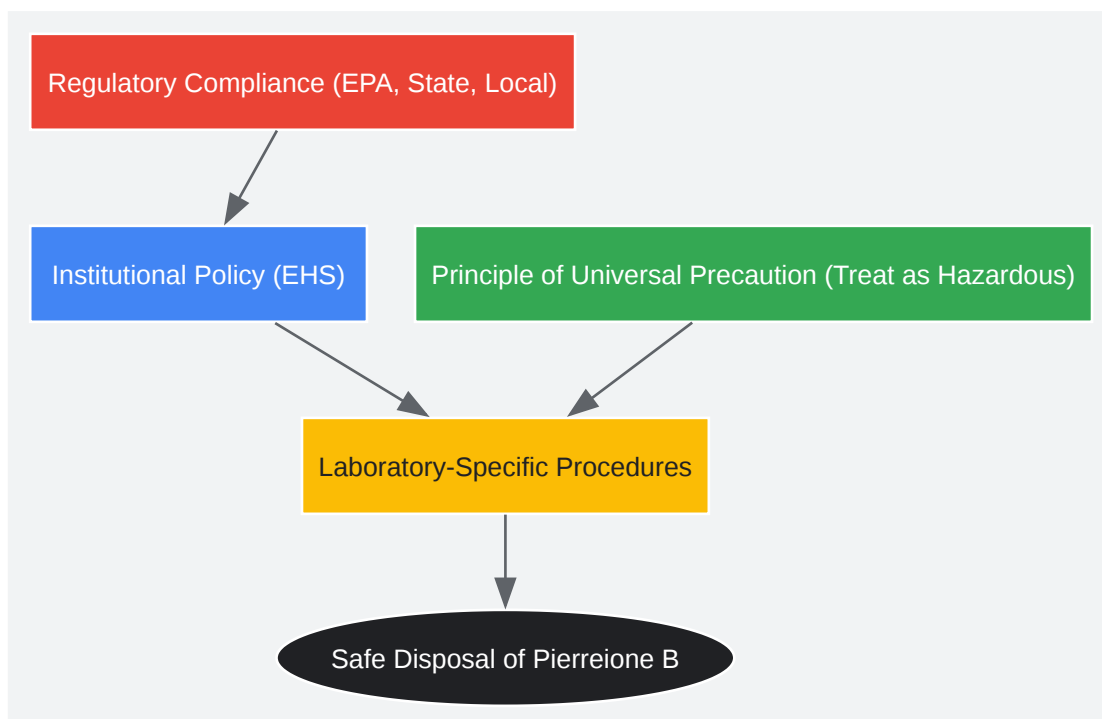 Regulatory Compliance (EPA, State, Local)
Institutional Policy (EHS)
Principle of Universal Precaution (Treat as Hazardous)
Laboratory-Specific Procedures
Safe Disposal of Pierreione B